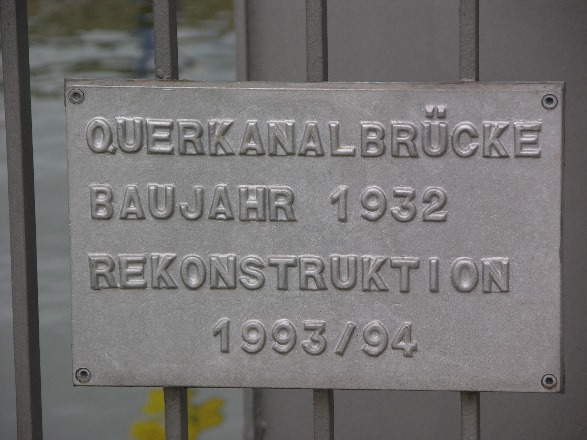 QUERKANALBRÜCKE
BAUJAHR 1932
REKONSTRUKTION
1993/94